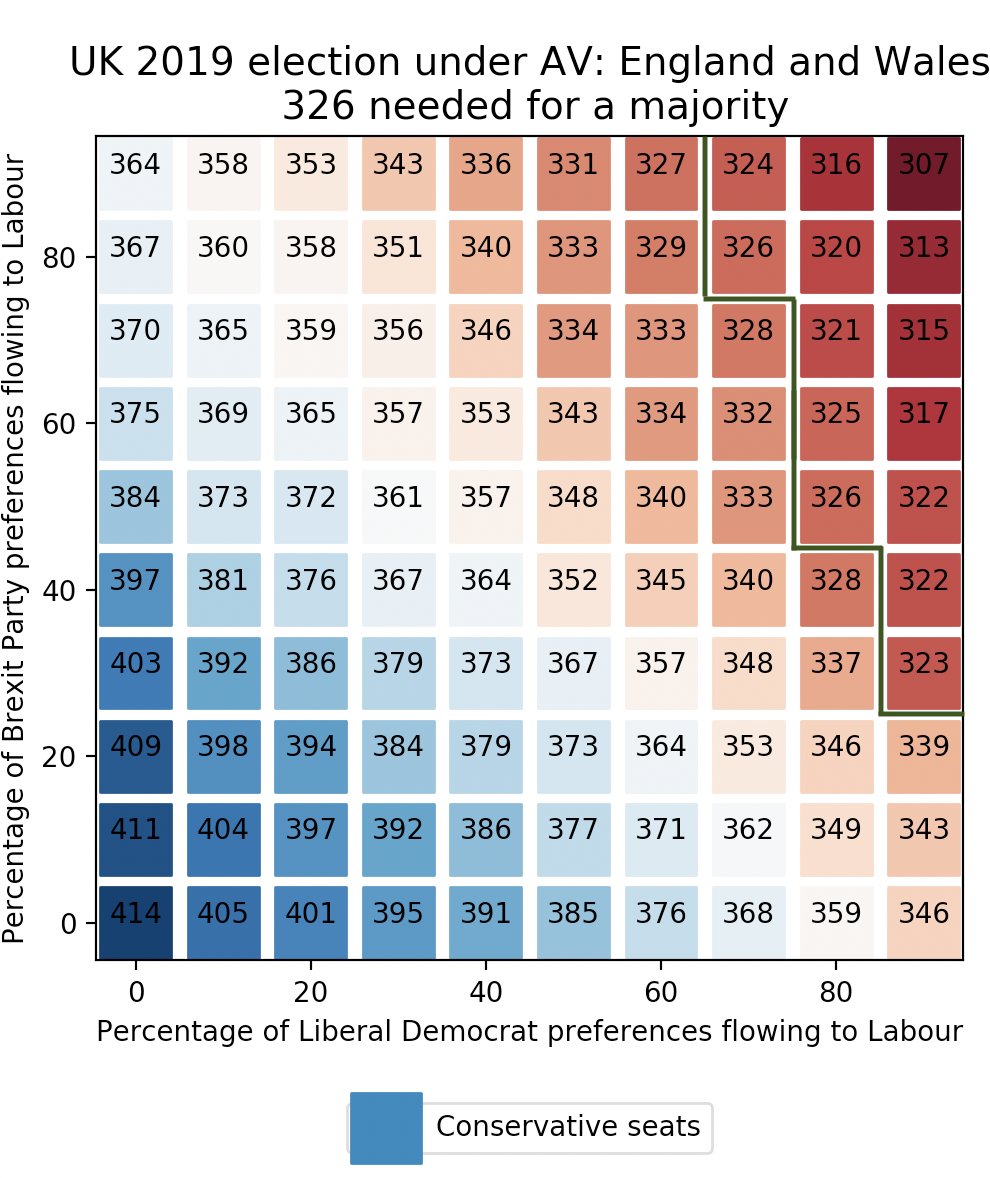 UK 2019 election under AV: England and Wales
326 needed for a majority
Percentage of Brexit Party preferences flowing to Labour
364 358 353 343 336 331 327 324 316 307
80 367 360 358 351 340 333 329 326 320 313
370 365 359 356 346 334 333 328 321 315
60 375 369 365 357 353 343 334 332 325 317
384 373 372 361 357 348 340 333 326 322
40 397 381 376 367 364 352 345 340 328 322
403 392 386 379 373 367 357 348 337 323
20 409 398 394 384 379 373 364 353 346 339
411 404 397 392 386 377 371 362 349 343
0 414 405 401 395 391 385 376 368 359 346
0 20 40 60 80
Percentage of Liberal Democrat preferences flowing to Labour
Conservative seats